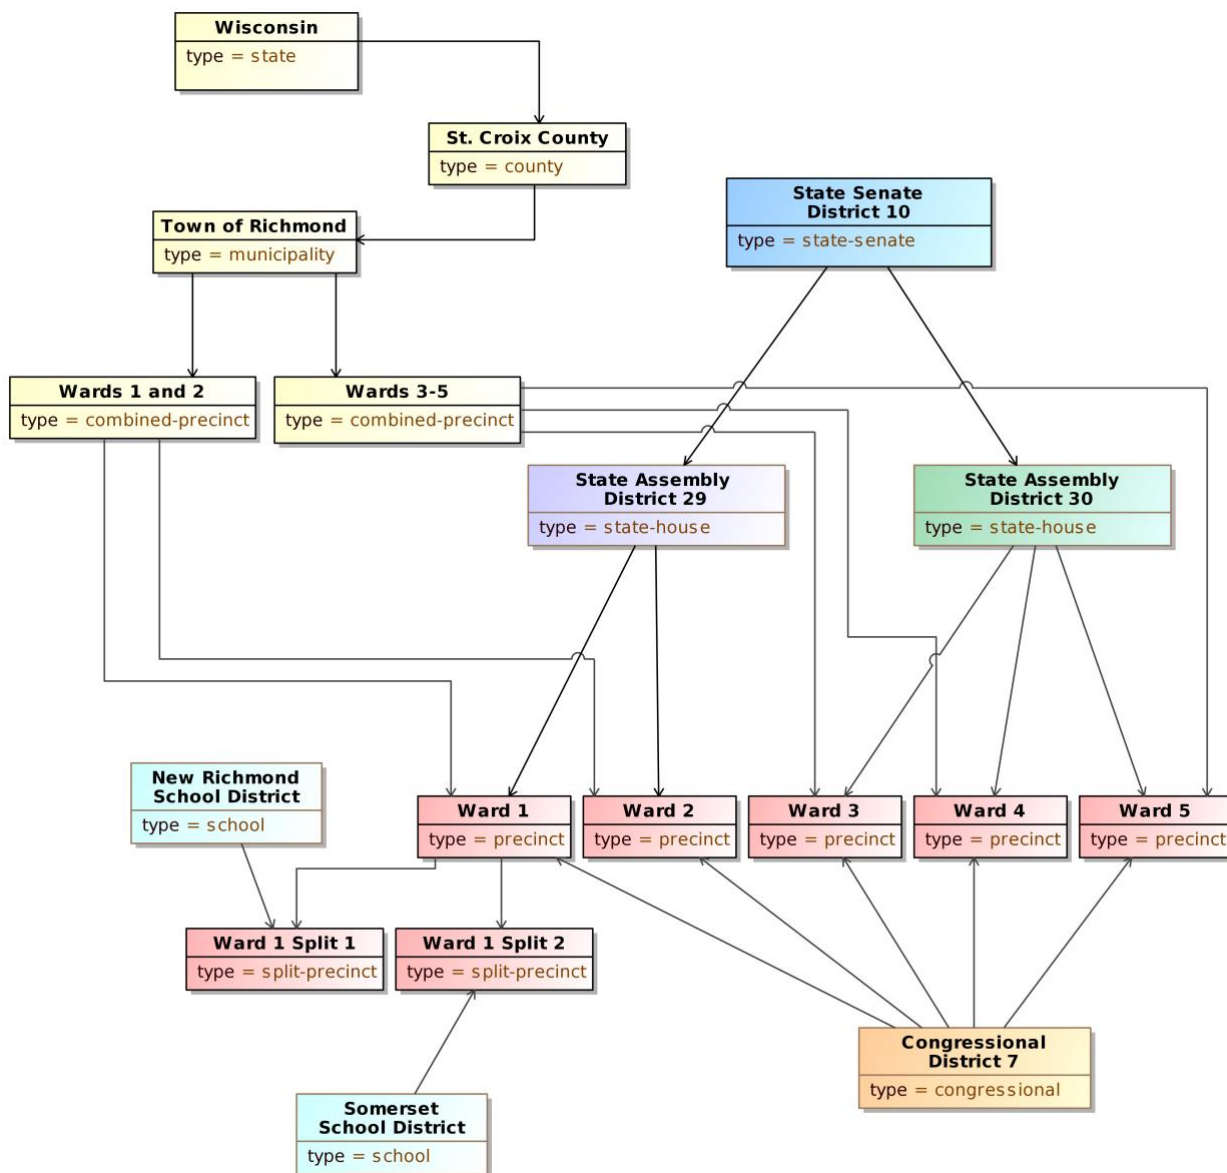 Wisconsin
type = state
St. Croix County
type = county
State Senate
District 10
type = state-senate
Town of Richmond
type = municipality
Wards 1 and 2
type = combined-precinct
Wards 3-5
type = combined-precinct
State Assembly
District 29
type = state-house
State Assembly
District 30
type = state-house
New Richmond
School District
type = school
Ward 1
type = precinct
Ward 2
type = precinct
Ward 3
type = precinct
Ward 4
type = precinct
Ward 5
type = precinct
Ward 1 Split 1
type = split-precinct
Ward 1 Split 2
type = split-precinct
Congressional
District 7
type = congressional
Somerset
School District
type = school